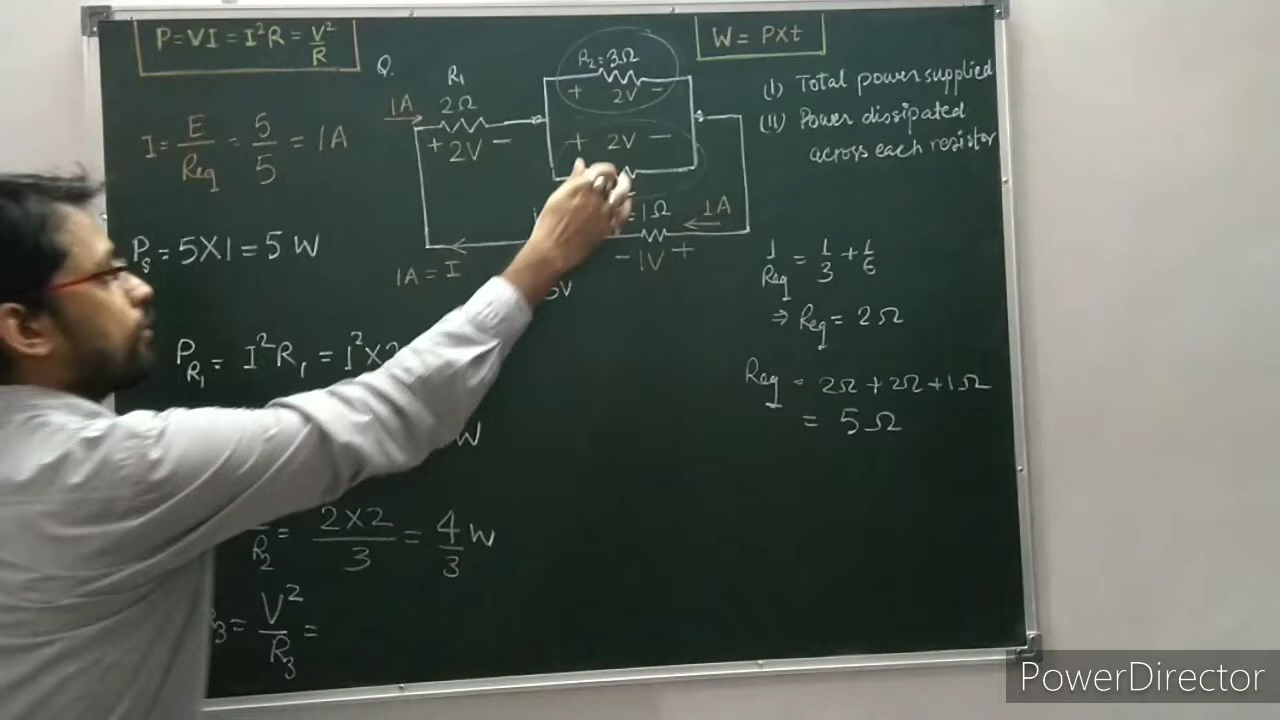 P=VI=I²R=V²/R
W = P×t
Q.
R₁
2Ω
1A
+ 2V −
R₂=3Ω
+ 2V −
+ 2V −
=1Ω
1A
− 1V +
1A = I
5V
(I) Total power supplied
(II) Power dissipated
across each resistor
I = E/Req = 5/5 = 1A
Pₛ = 5×1 = 5 W
P_R₁ = I²R₁ = 1²×2
W
R₂ = 2×2/3 = 4/3 W
3 = V²/R₃ =
1/Req = 1/3 + 1/6
⇒ Req = 2Ω
Req = 2Ω+2Ω+1Ω
= 5Ω
PowerDirector